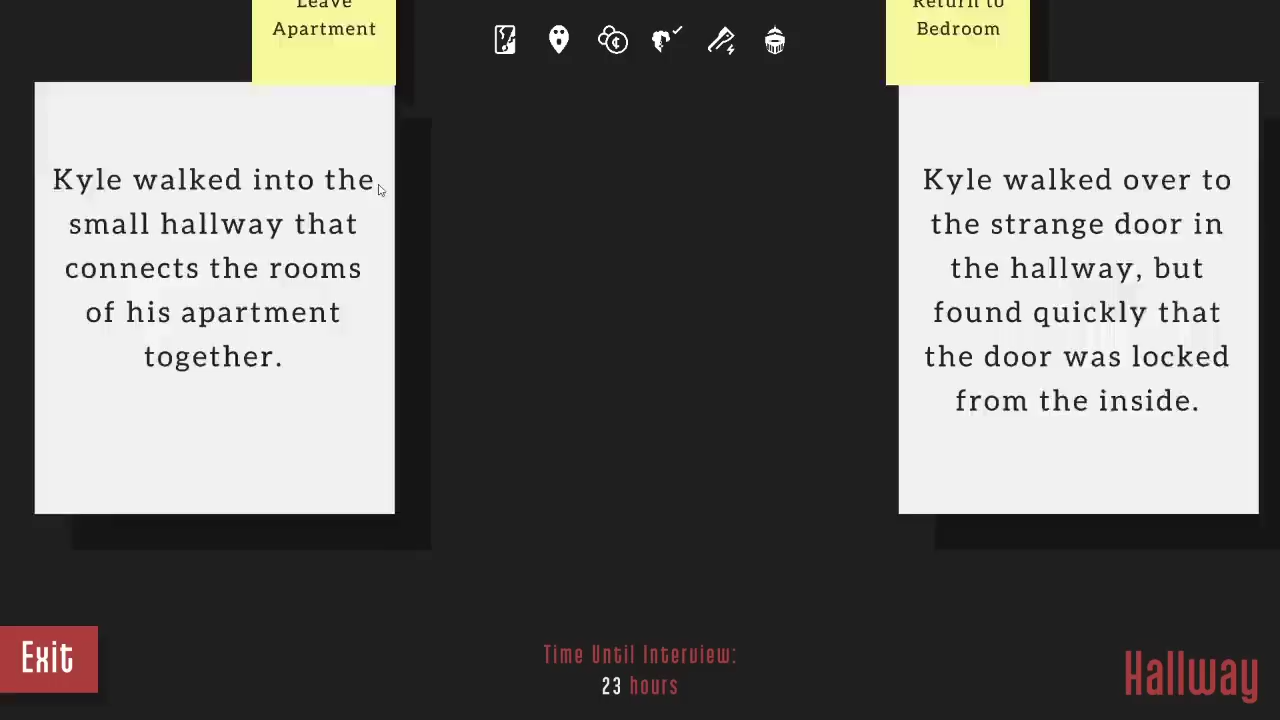 Leave
Apartment
Return to
Bedroom
Kyle walked into the
small hallway that
connects the rooms
of his apartment
together.
Kyle walked over to
the strange door in
the hallway, but
found quickly that
the door was locked
from the inside.
Exit
Time Until Interview:
23 hours
Hallway